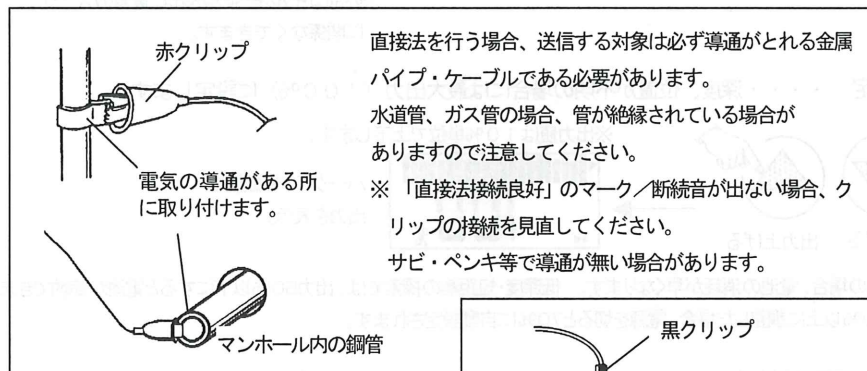 赤クリップ
電気の導通がある所
に取り付けます。
マンホール内の鋼管
直接法を行う場合、送信する対象は必ず導通がとれる金属
パイプ・ケーブルである必要があります。
水道管、ガス管の場合、管が絶縁されている場合が
ありますので注意してください。
※ 「直接法接続良好」のマーク／断続音が出ない場合、ク
リップの接続を見直してください。
サビ・ペンキ等で導通が無い場合があります。
黒クリップ